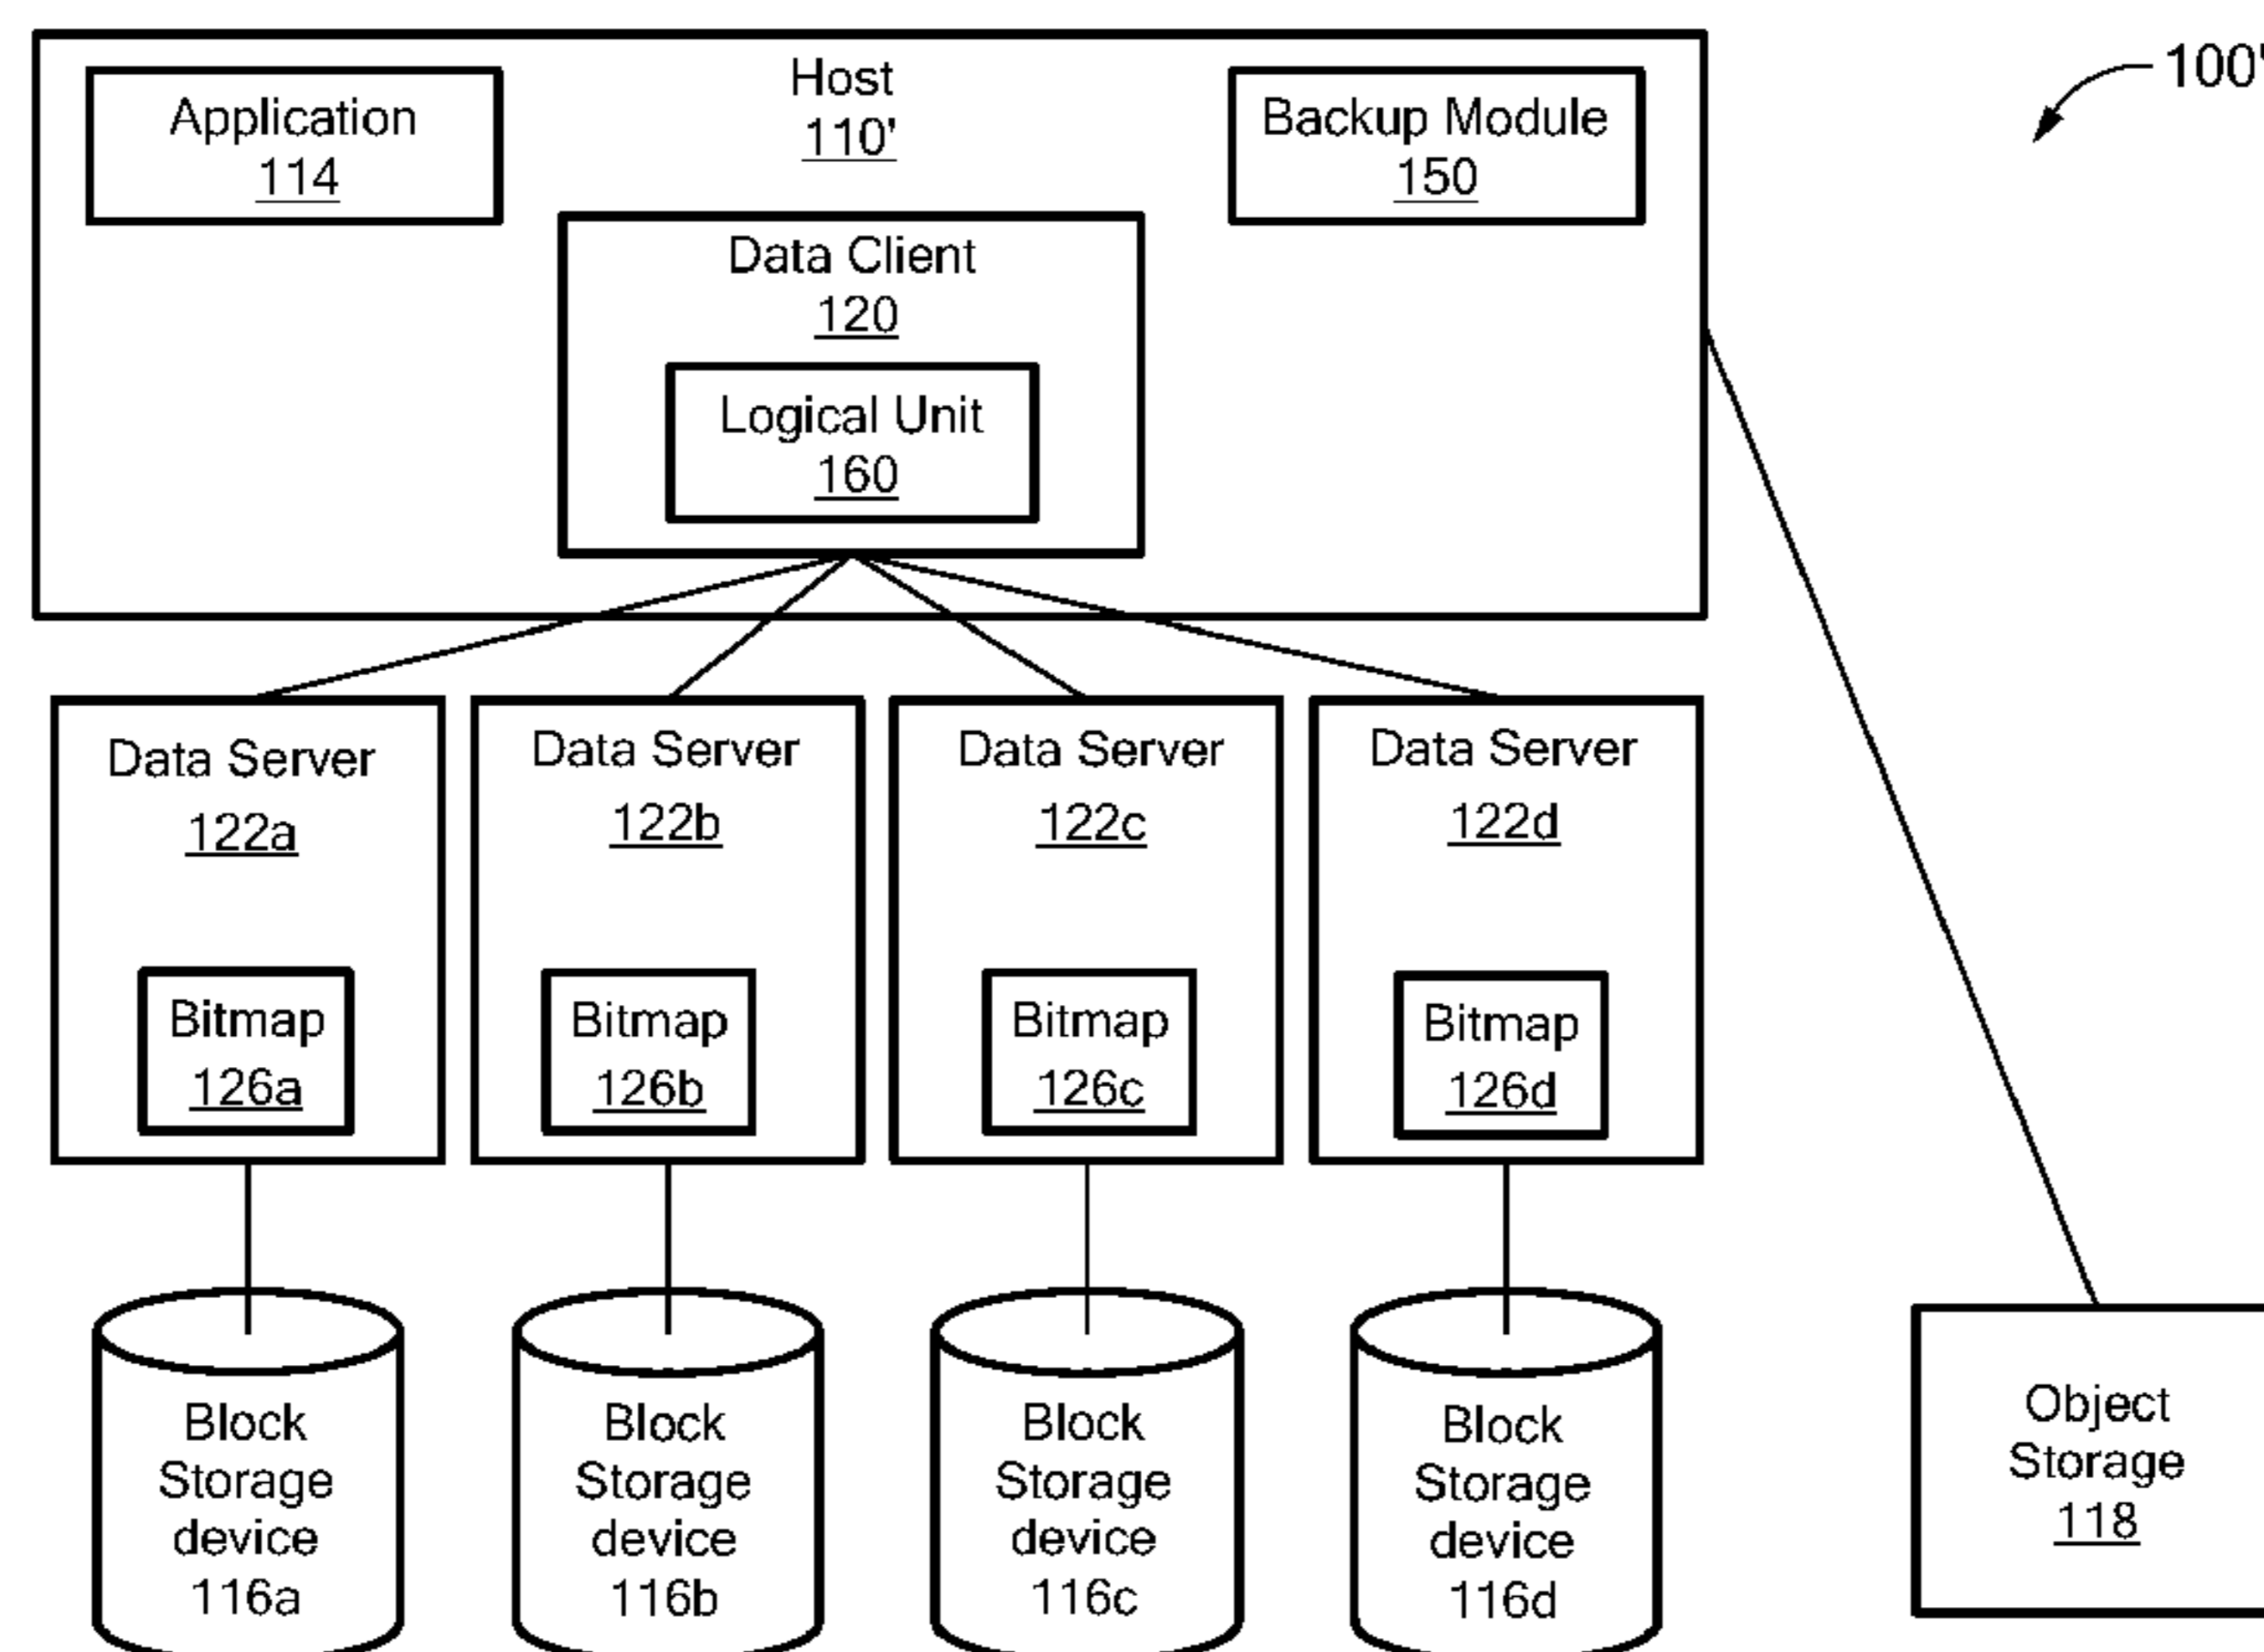 100'
Host
110'
Application
114
Backup Module
150
Data Client
120
Logical Unit
160
Data Server
122a
Bitmap
126a
Data Server
122b
Bitmap
126b
Data Server
122c
Bitmap
126c
Data Server
122d
Bitmap
126d
Block
Storage
device
116a
Block
Storage
device
116b
Block
Storage
device
116c
Block
Storage
device
116d
Object
Storage
118